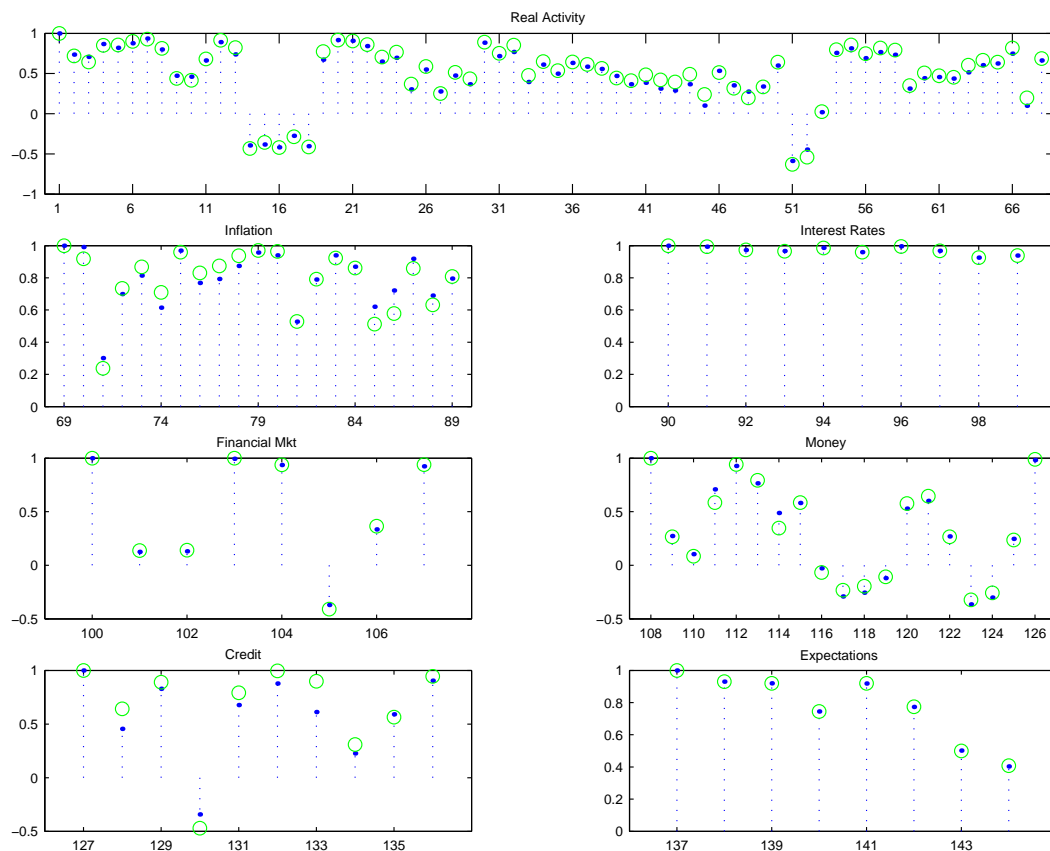 Real Activity
1
0.5
0
−0.5
−1
1 6 11 16 21 26 31 36 41 46 51 56 61 66
Inflation
1
0.8
0.6
0.4
0.2
0
69 74 79 84 89
Interest Rates
1
0.8
0.6
0.4
0.2
0
90 92 94 96 98
Financial Mkt
1
0.5
0
−0.5
100 102 104 106
Money
1
0.5
0
−0.5
108 110 112 114 116 118 120 122 124 126
Credit
1
0.5
0
−0.5
127 129 131 133 135
Expectations
1
0.8
0.6
0.4
0.2
0
137 139 141 143